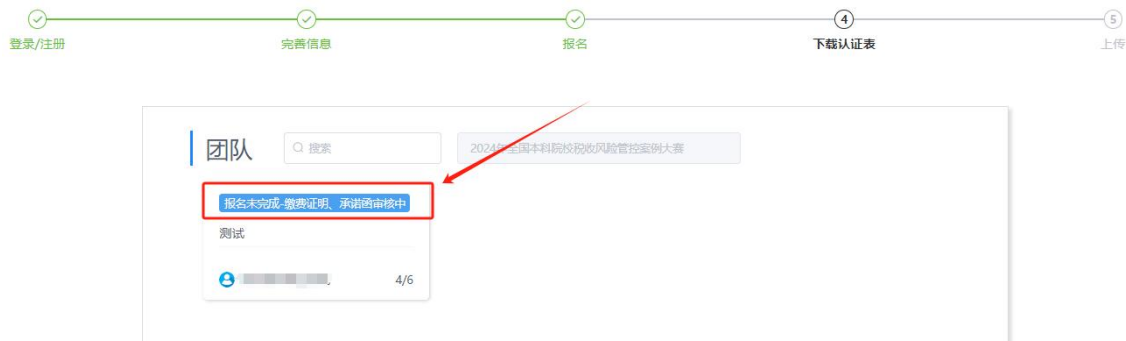 4
5
登录/注册
完善信息
报名
下载认证表
上传
团队
搜索
2024年全国本科院校税收风险管控案例大赛
报名未完成-缴费证明、承诺函审核中
测试
4/6